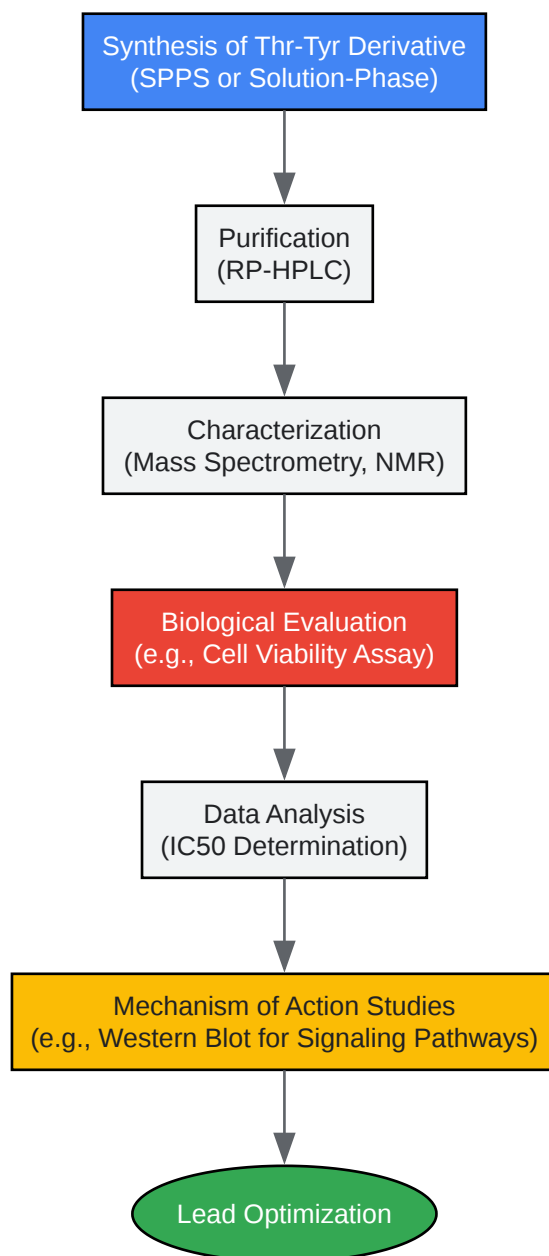 Synthesis of Thr-Tyr Derivative
(SPPS or Solution-Phase)
Purification
(RP-HPLC)
Characterization
(Mass Spectrometry, NMR)
Biological Evaluation
(e.g., Cell Viability Assay)
Data Analysis
(IC50 Determination)
Mechanism of Action Studies
(e.g., Western Blot for Signaling Pathways)
Lead Optimization